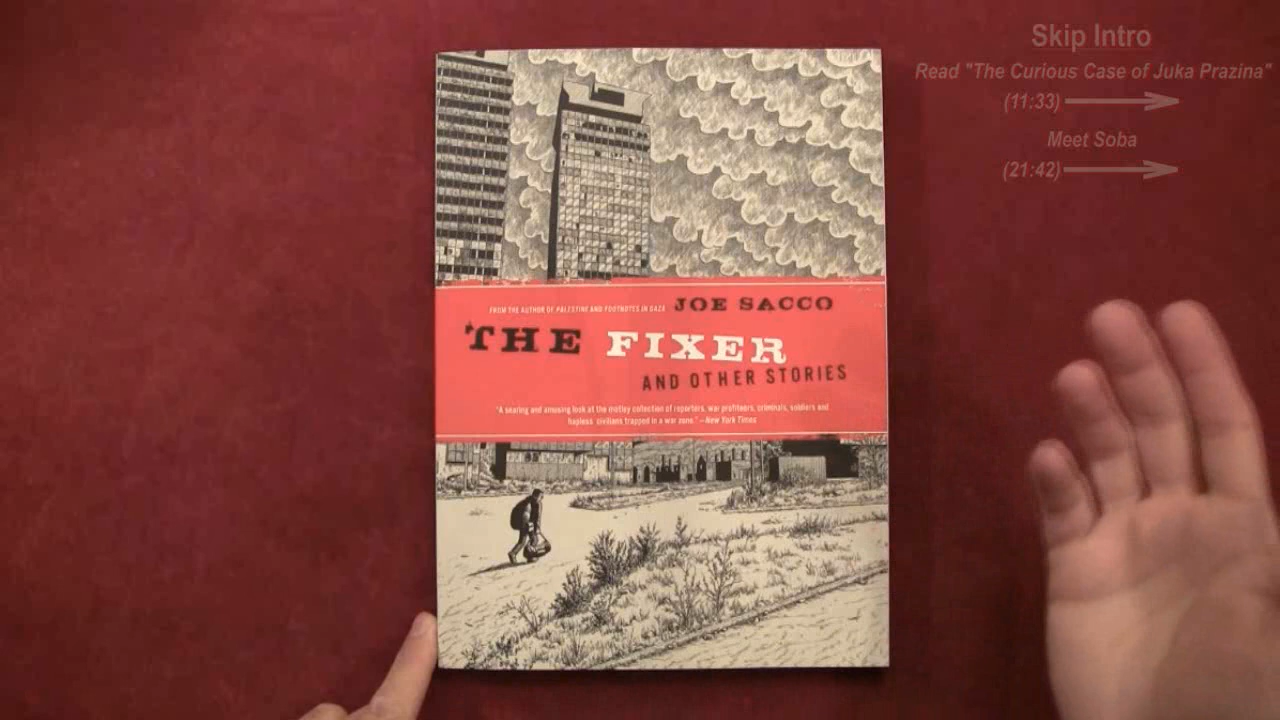 Skip Intro
Read "The Curious Case of Juka Prazina"
(11:33)
Meet Soba
(21:42)
FROM THE AUTHOR OF PALESTINE AND FOOTNOTES IN GAZA JOE SACCO
THE FIXER
AND OTHER STORIES
"A searing and amusing look at the motley collection of reporters, war profiteers, criminals, soldiers and
hapless civilians trapped in a war zone." —New York Times